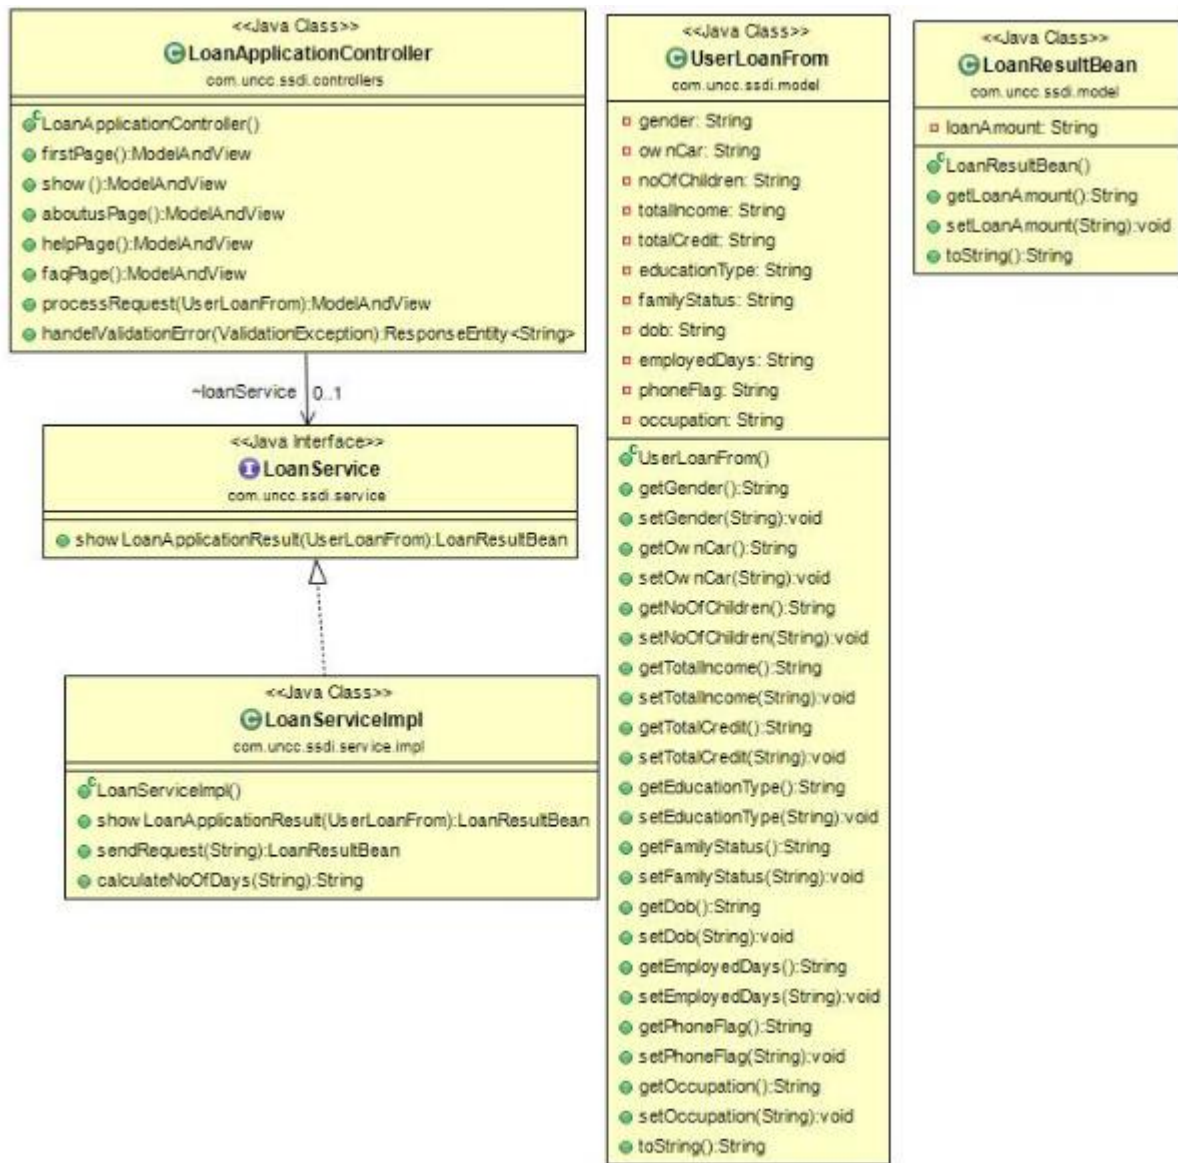 <<Java Class>>
LoanApplicationController
com.uncc.ssdi.controllers
LoanApplicationController()
firstPage():ModelAndView
show():ModelAndView
aboutusPage():ModelAndView
helpPage():ModelAndView
faqPage():ModelAndView
processRequest(UserLoanFrom):ModelAndView
handelValidationError(ValidationException):ResponseEntity<String>
~loanService 0..1
<<Java Interface>>
LoanService
com.uncc.ssdi.service
showLoanApplicationResult(UserLoanFrom):LoanResultBean
<<Java Class>>
LoanServiceImpl
com.uncc.ssdi.service.impl
LoanServiceImpl()
showLoanApplicationResult(UserLoanFrom):LoanResultBean
sendRequest(String):LoanResultBean
calculateNoOfDays(String):String
<<Java Class>>
UserLoanFrom
com.uncc.ssdi.model
gender: String
ownCar: String
noOfChildren: String
totalIncome: String
totalCredit: String
educationType: String
familyStatus: String
dob: String
employedDays: String
phoneFlag: String
occupation: String
UserLoanFrom()
getGender():String
setGender(String):void
getOwnCar():String
setOwnCar(String):void
getNoOfChildren():String
setNoOfChildren(String):void
getTotalIncome():String
setTotalIncome(String):void
getTotalCredit():String
setTotalCredit(String):void
getEducationType():String
setEducationType(String):void
getFamilyStatus():String
setFamilyStatus(String):void
getDob():String
setDob(String):void
getEmployedDays():String
setEmployedDays(String):void
getPhoneFlag():String
setPhoneFlag(String):void
getOccupation():String
setOccupation(String):void
toString():String
<<Java Class>>
LoanResultBean
com.uncc.ssdi.model
loanAmount: String
LoanResultBean()
getLoanAmount():String
setLoanAmount(String):void
toString():String